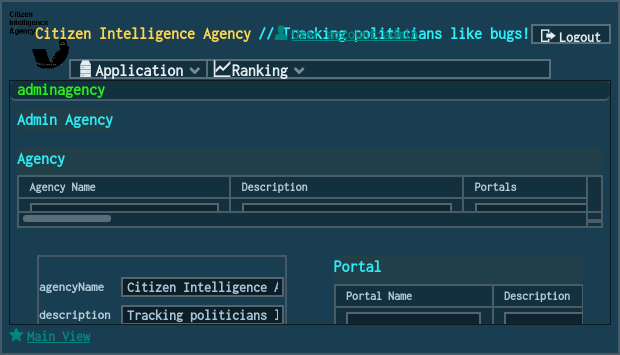 Citizen
Intelligence
Agency
Citizen Intelligence Agency // Tracking politicians like bugs!
Logout
Application
Ranking
adminagency
Admin Agency
Agency
Agency Name
Description
Portals
agencyName
Citizen Intelligence A
description
Tracking politicians l
Portal
Portal Name
Description
Main View